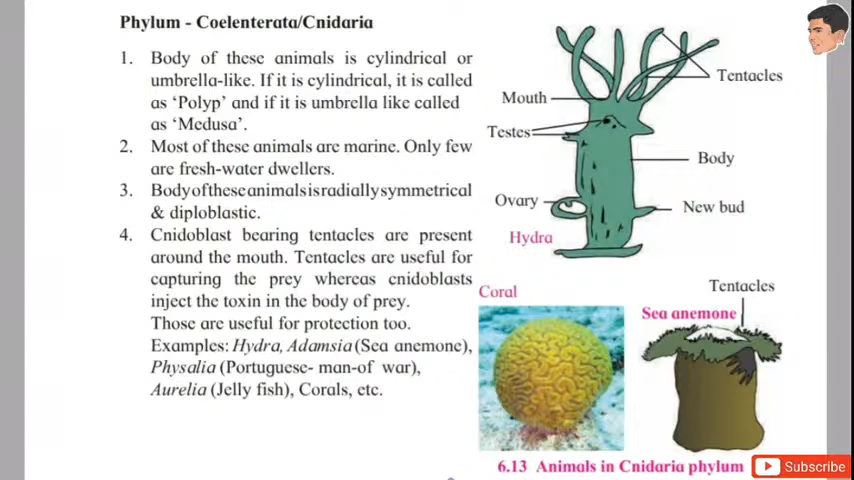 Phylum - Coelenterata/Cnidaria
1. Body of these animals is cylindrical or
umbrella-like. If it is cylindrical, it is called
as ‘Polyp’ and if it is umbrella like called
as ‘Medusa’.
2. Most of these animals are marine. Only few
are fresh-water dwellers.
3. Body of these animals is radially symmetrical
& diploblastic.
4. Cnidoblast bearing tentacles are present
around the mouth. Tentacles are useful for
capturing the prey whereas cnidoblasts
inject the toxin in the body of prey.
Those are useful for protection too.
Examples: Hydra, Adamsia (Sea anemone),
Physalia (Portuguese- man-of war),
Aurelia (Jelly fish), Corals, etc.
Tentacles
Mouth
Testes
Body
Ovary
New bud
Hydra
Coral
Tentacles
Sea anemone
6.13 Animals in Cnidaria phylum
Subscribe